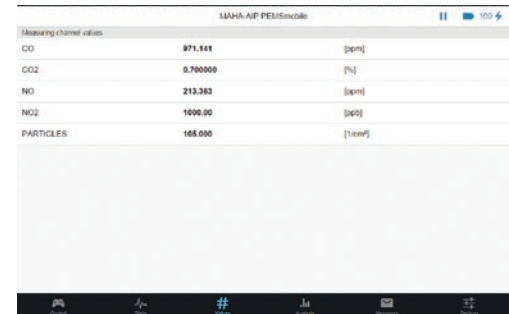 MAHA-AIP PEMSmobile 100
Measuring channel values
CO 971.141 [ppm]
CO2 0.700000 [%]
NO 213.363 [ppm]
NO2 1000.00 [ppb]
PARTICLES 105.000 [1/cm³]
Values